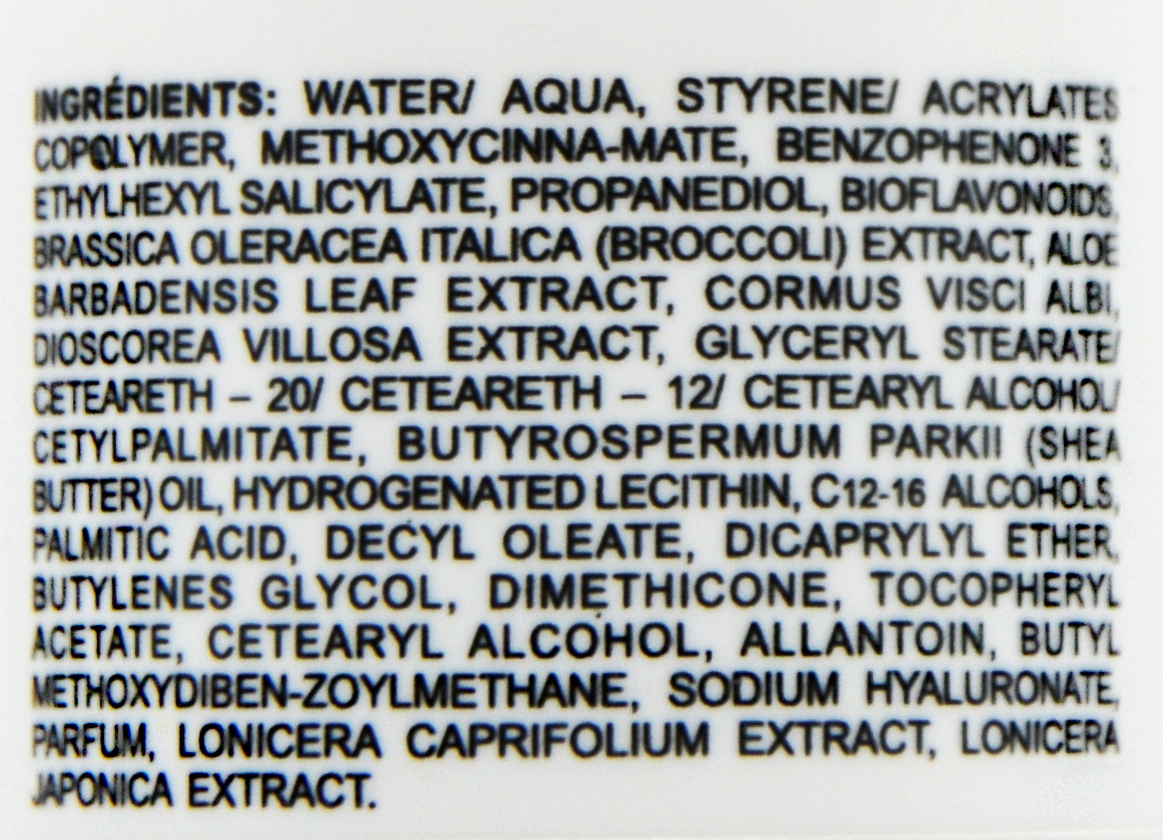 INGRÉDIENTS: WATER/ AQUA, STYRENE/ ACRYLATES
COPOLYMER, METHOXYCINNA-MATE, BENZOPHENONE 3,
ETHYLHEXYL SALICYLATE, PROPANEDIOL, BIOFLAVONOIDS,
BRASSICA OLERACEA ITALICA (BROCCOLI) EXTRACT, ALOE
BARBADENSIS LEAF EXTRACT, CORMUS VISCI ALBI,
DIOSCOREA VILLOSA EXTRACT, GLYCERYL STEARATE/
CETEARETH – 20/ CETEARETH – 12/ CETEARYL ALCOHOL/
CETYLPALMITATE, BUTYROSPERMUM PARKII (SHEA
BUTTER) OIL, HYDROGENATED LECITHIN, C12-16 ALCOHOLS,
PALMITIC ACID, DECYL OLEATE, DICAPRYLYL ETHER,
BUTYLENES GLYCOL, DIMETHICONE, TOCOPHERYL
ACETATE, CETEARYL ALCOHOL, ALLANTOIN, BUTYL
METHOXYDIBEN-ZOYLMETHANE, SODIUM HYALURONATE,
PARFUM, LONICERA CAPRIFOLIUM EXTRACT, LONICERA
JAPONICA EXTRACT.